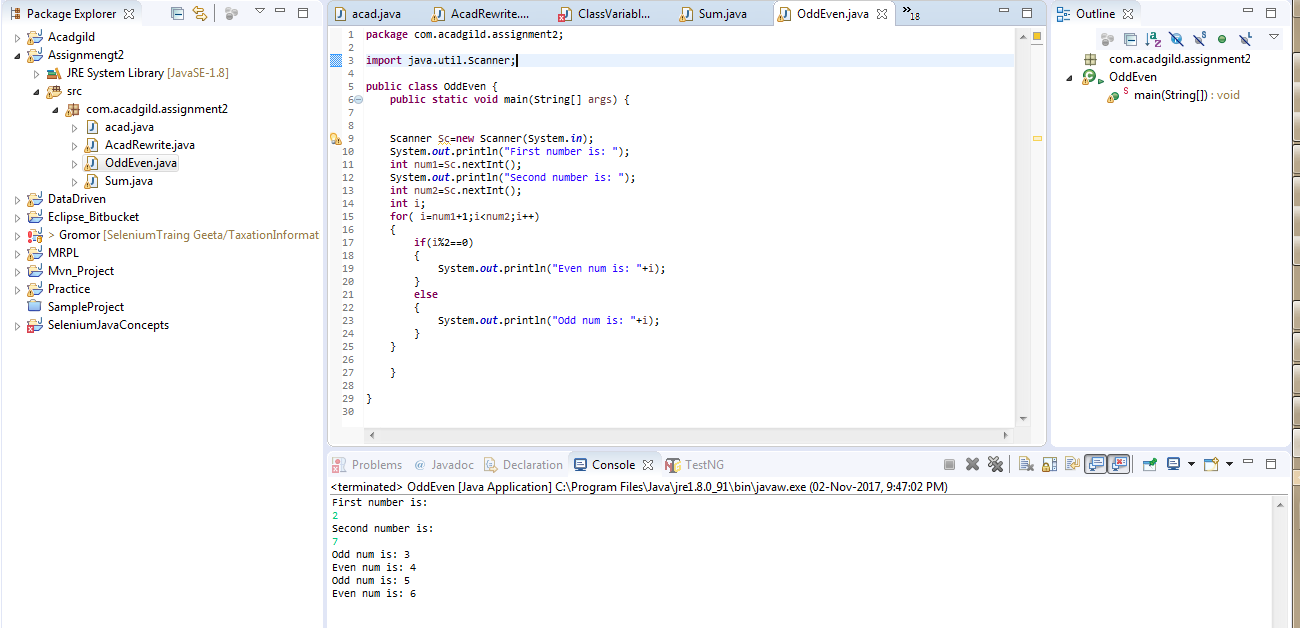 Package Explorer
Acadgild
Assignmengt2
JRE System Library [JavaSE-1.8]
src
com.acadgild.assignment2
acad.java
AcadRewrite.java
OddEven.java
Sum.java
DataDriven
Eclipse_Bitbucket
> Gromor [SeleniumTraing Geeta/TaxationInformat
MRPL
Mvn_Project
Practice
SampleProject
SeleniumJavaConcepts
acad.java AcadRewrite.... ClassVariabl... Sum.java OddEven.java »18
1 package com.acadgild.assignment2;
2
3 import java.util.Scanner;
4
5 public class OddEven {
6 public static void main(String[] args) {
7
8
9 Scanner Sc=new Scanner(System.in);
10 System.out.println("First number is: ");
11 int num1=Sc.nextInt();
12 System.out.println("Second number is: ");
13 int num2=Sc.nextInt();
14 int i;
15 for( i=num1+1;i<num2;i++)
16 {
17 if(i%2==0)
18 {
19 System.out.println("Even num is: "+i);
20 }
21 else
22 {
23 System.out.println("Odd num is: "+i);
24 }
25 }
26
27 }
28
29 }
30
Outline
com.acadgild.assignment2
OddEven
main(String[]) : void
Problems @ Javadoc Declaration Console TestNG
<terminated> OddEven [Java Application] C:\Program Files\Java\jre1.8.0_91\bin\javaw.exe (02-Nov-2017, 9:47:02 PM)
First number is:
2
Second number is:
7
Odd num is: 3
Even num is: 4
Odd num is: 5
Even num is: 6